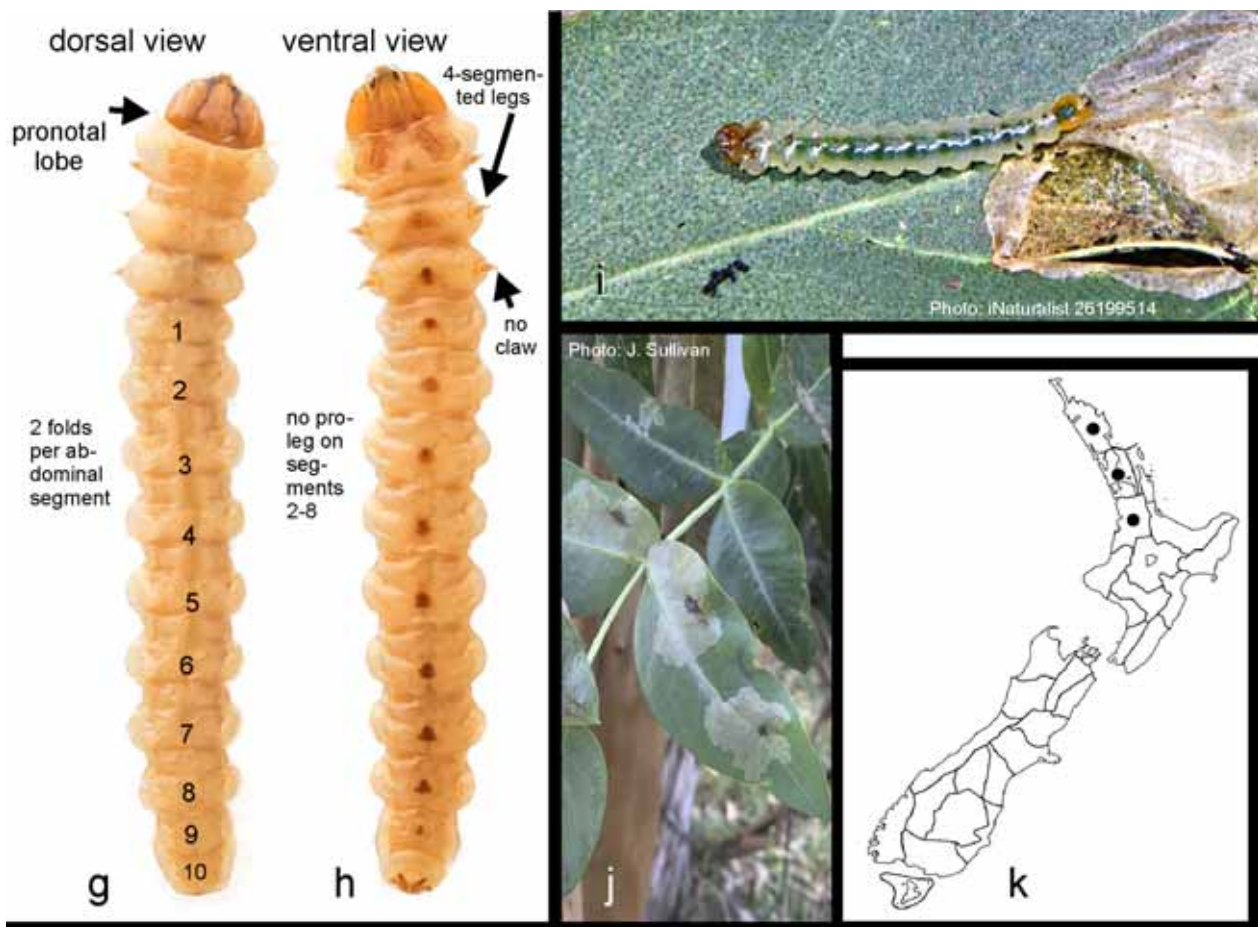 dorsal view
ventral view
pronotal
lobe
4-segmen-
ted legs
no
claw
2 folds
per ab-
dominal
segment
no pro-
leg on
seg-
ments
2-8
1
2
3
4
5
6
7
8
9
10
g
h
i
Photo: iNaturalist 26199514
Photo: J. Sullivan
j
k